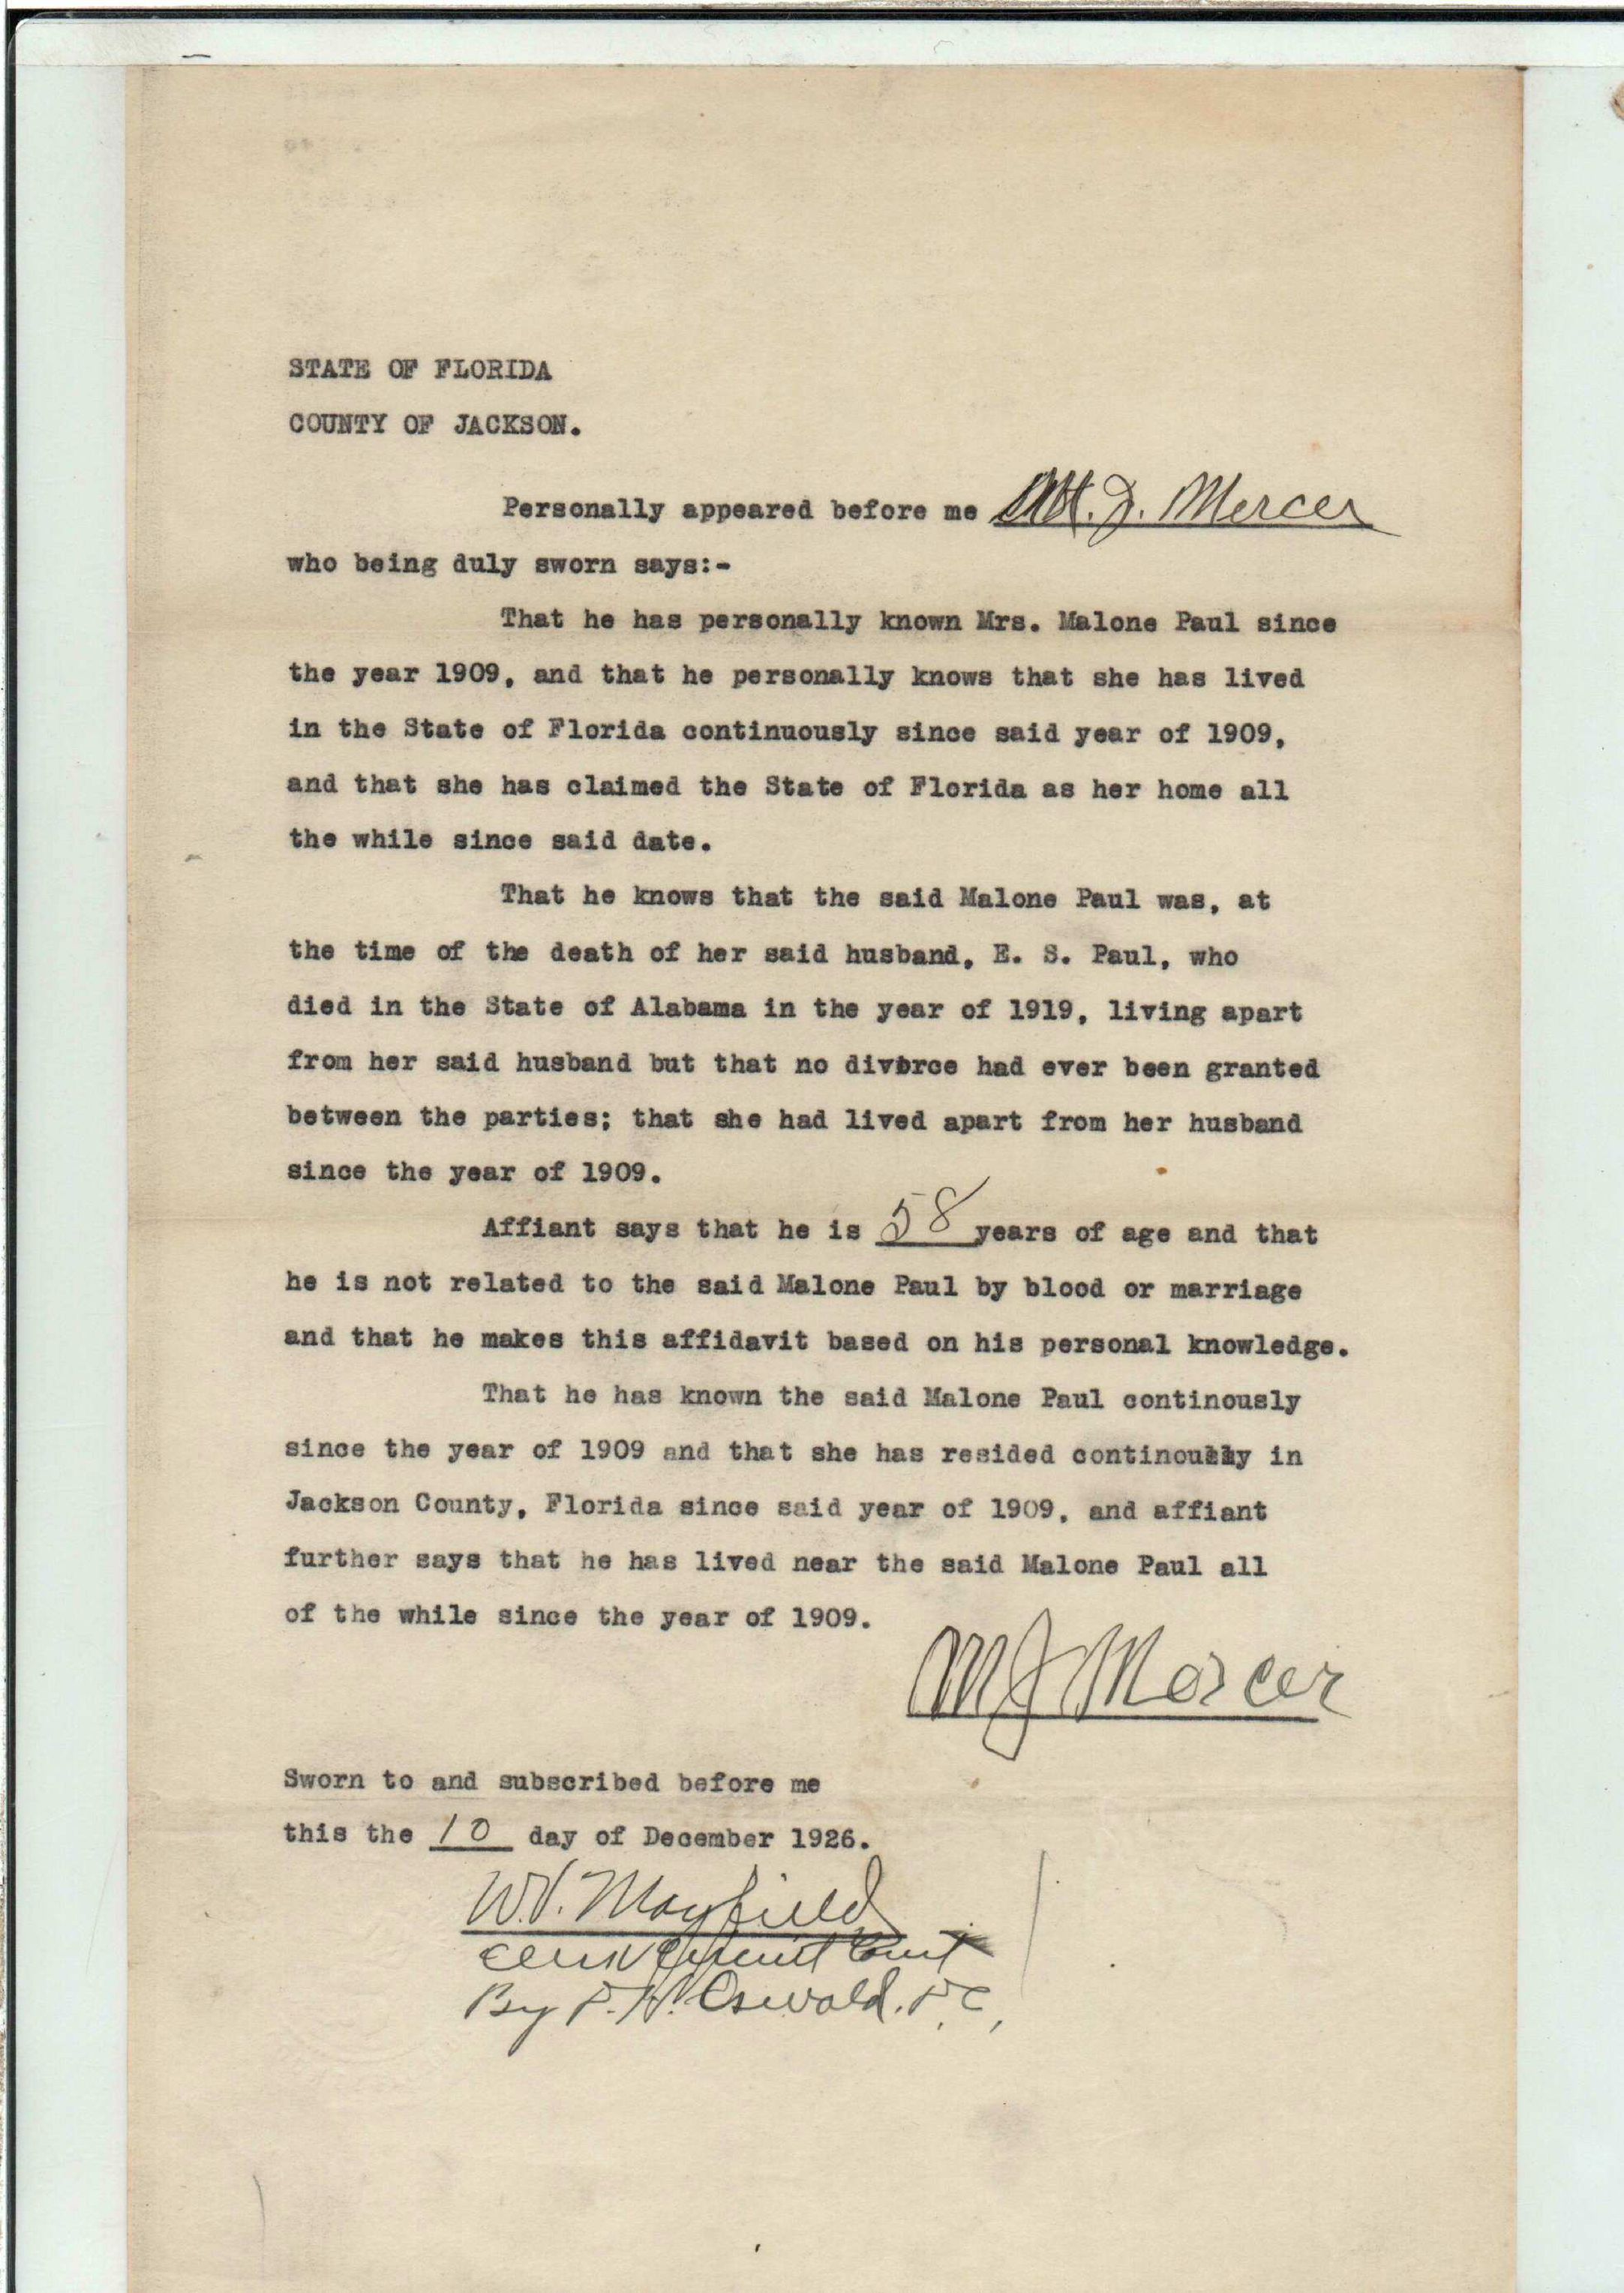 STATE OF FLORIDA
COUNTY OF JACKSON.
Personally appeared before me M. J. Mercer
who being duly sworn says:-
That he has personally known Mrs. Malone Paul since
the year 1909, and that he personally knows that she has lived
in the State of Florida continuously since said year of 1909,
and that she has claimed the State of Florida as her home all
the while since said date.
That he knows that the said Malone Paul was, at
the time of the death of her said husband, E. S. Paul, who
died in the State of Alabama in the year of 1919, living apart
from her said husband but that no divorce had ever been granted
between the parties; that she had lived apart from her husband
since the year of 1909.
Affiant says that he is 58 years of age and that
he is not related to the said Malone Paul by blood or marriage
and that he makes this affidavit based on his personal knowledge.
That he has known the said Malone Paul continously
since the year of 1909 and that she has resided continously in
Jackson County, Florida since said year of 1909, and affiant
further says that he has lived near the said Malone Paul all
of the while since the year of 1909.
M J Mercer
Sworn to and subscribed before me
this the 10 day of December 1926.
W. V. Mayfield
Clerk Circuit Court
By F. H. Oswald. D.C.